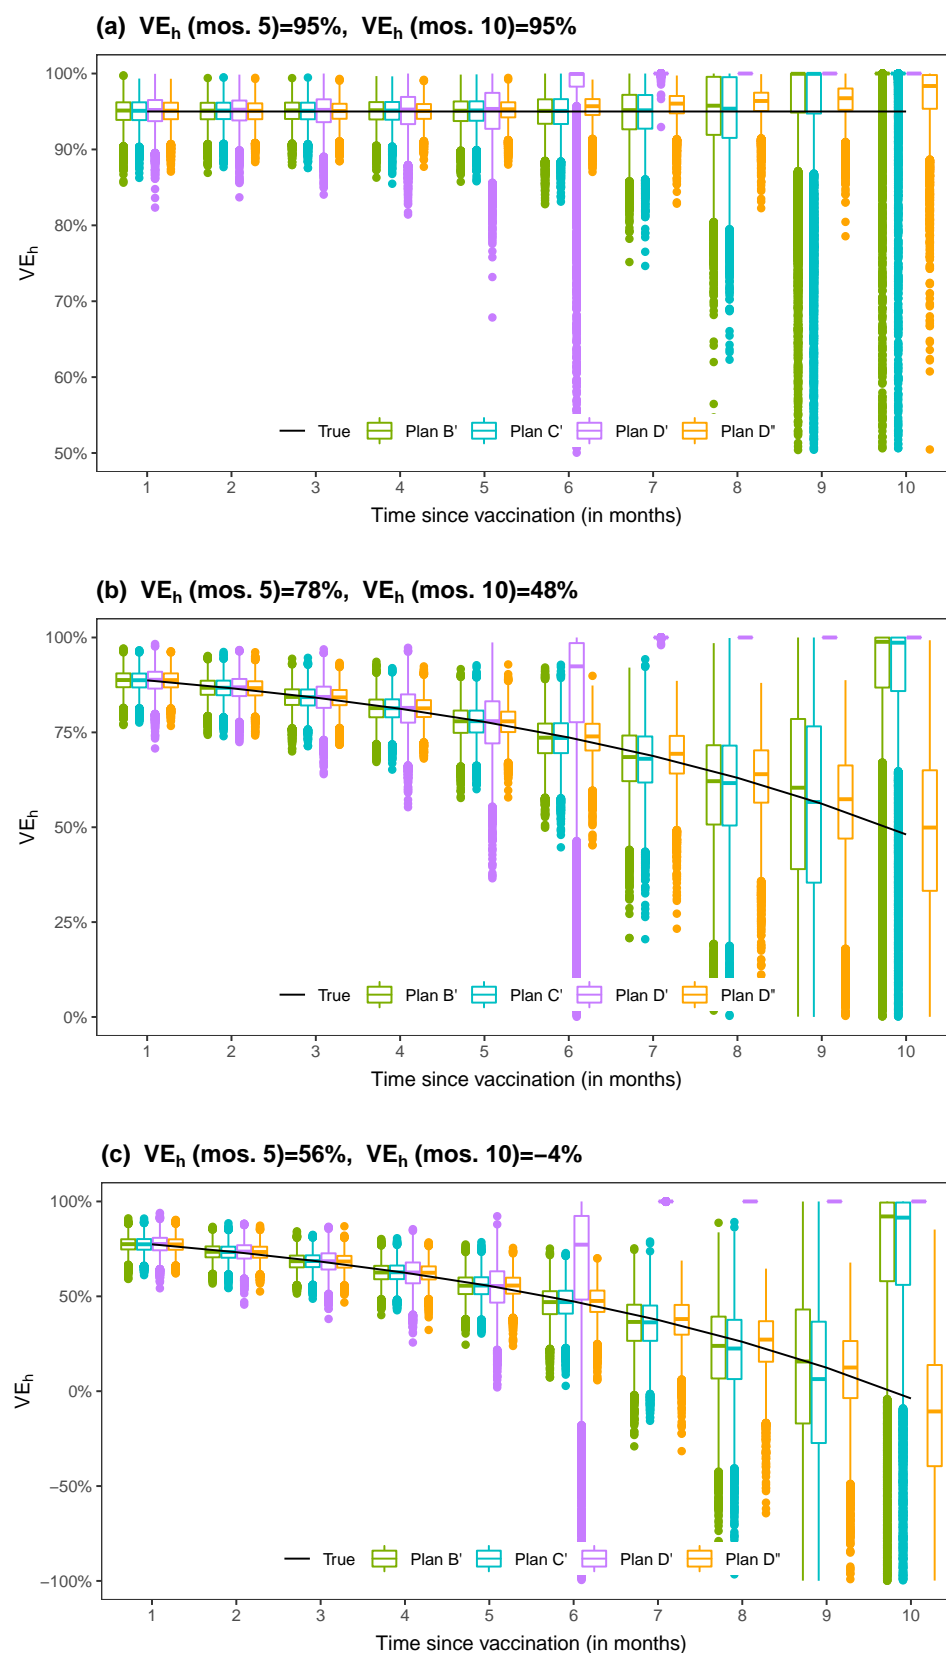 (a) VEₕ (mos. 5)=95%, VEₕ (mos. 10)=95%
100%
90%
80%
70%
60%
50%
VEₕ
True Plan B' Plan C' Plan D' Plan D"
1 2 3 4 5 6 7 8 9 10
Time since vaccination (in months)
(b) VEₕ (mos. 5)=78%, VEₕ (mos. 10)=48%
100%
75%
50%
25%
0%
VEₕ
True Plan B' Plan C' Plan D' Plan D"
1 2 3 4 5 6 7 8 9 10
Time since vaccination (in months)
(c) VEₕ (mos. 5)=56%, VEₕ (mos. 10)=−4%
100%
50%
0%
−50%
−100%
VEₕ
True Plan B' Plan C' Plan D' Plan D"
1 2 3 4 5 6 7 8 9 10
Time since vaccination (in months)